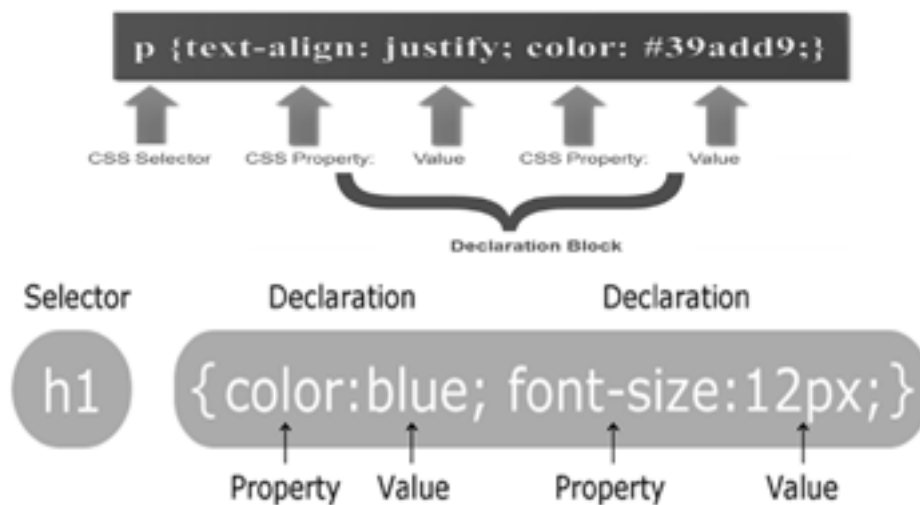 p {text-align: justify; color: #39add9;}
CSS Selector CSS Property: Value CSS Property: Value
Declaration Block
Selector Declaration Declaration
h1 {color:blue; font-size:12px;}
Property Value Property Value